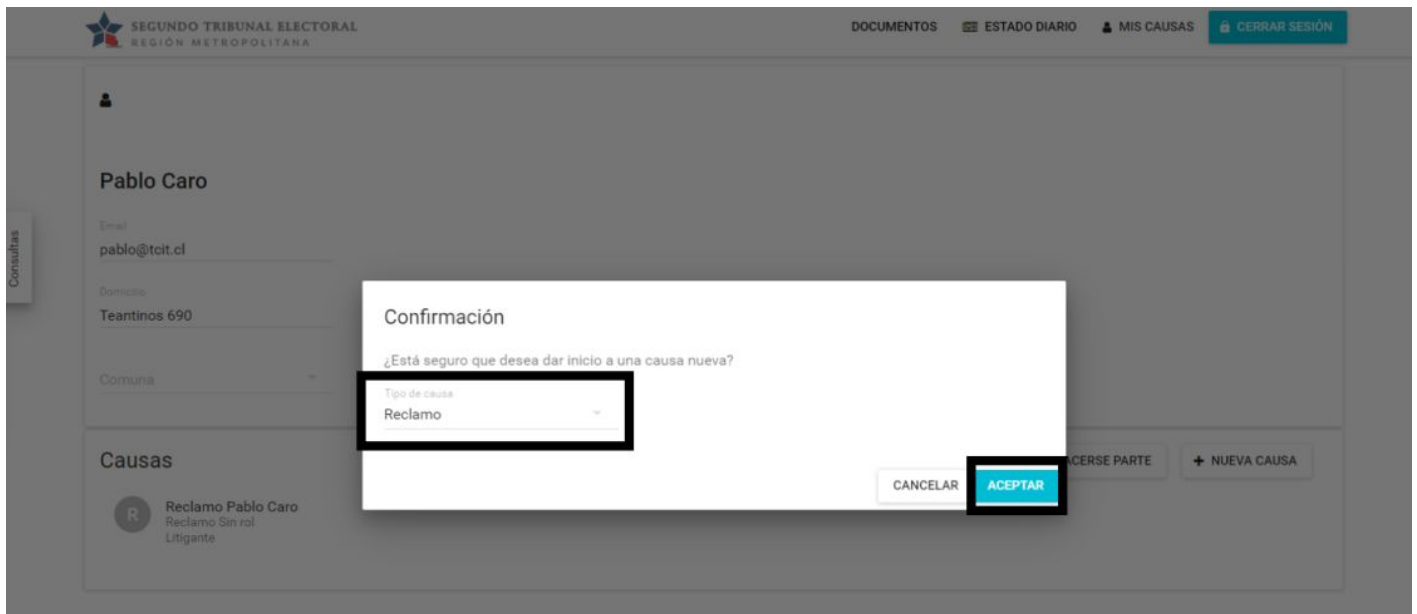 SEGUNDO TRIBUNAL ELECTORAL
REGIÓN METROPOLITANA
DOCUMENTOS ESTADO DIARIO MIS CAUSAS CERRAR SESIÓN
Pablo Caro
Email
pablo@tcit.cl
Domicilio
Teantinos 690
Comuna
Consultas
Confirmación
¿Está seguro que desea dar inicio a una causa nueva?
Tipo de causa
Reclamo
CANCELAR ACEPTAR
Causas
ACERSE PARTE + NUEVA CAUSA
R
Reclamo Pablo Caro
Reclamo Sin rol
Litigante